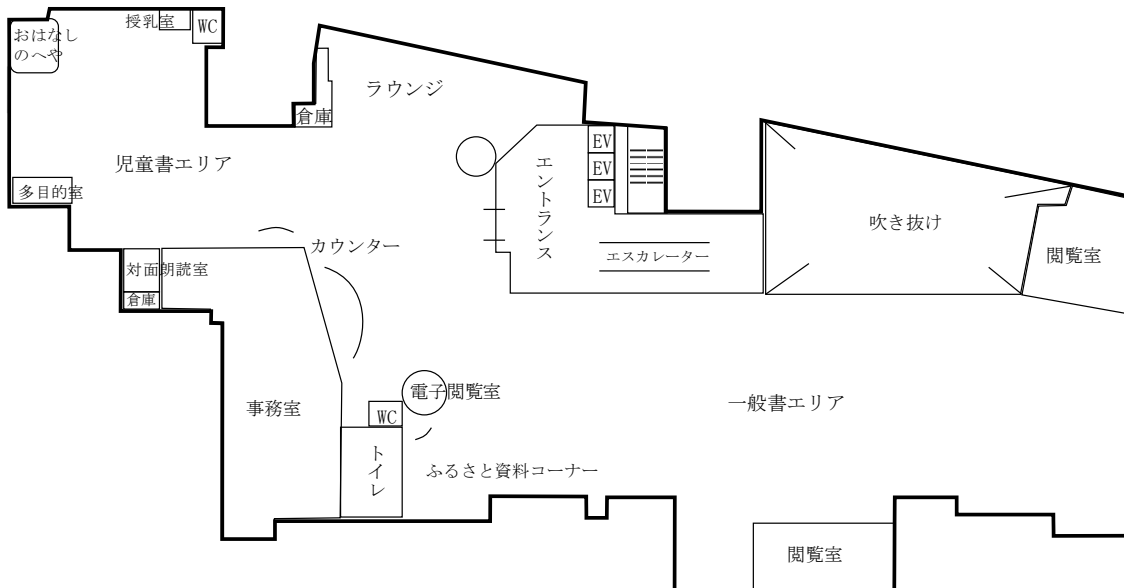 おはなし
のへや
授乳室
WC
倉庫
ラウンジ
児童書エリア
多目的室
EV
EV
EV
エントランス
吹き抜け
閲覧室
カウンター
エスカレーター
対面朗読室
倉庫
事務室
電子閲覧室
WC
一般書エリア
トイレ
ふるさと資料コーナー
閲覧室